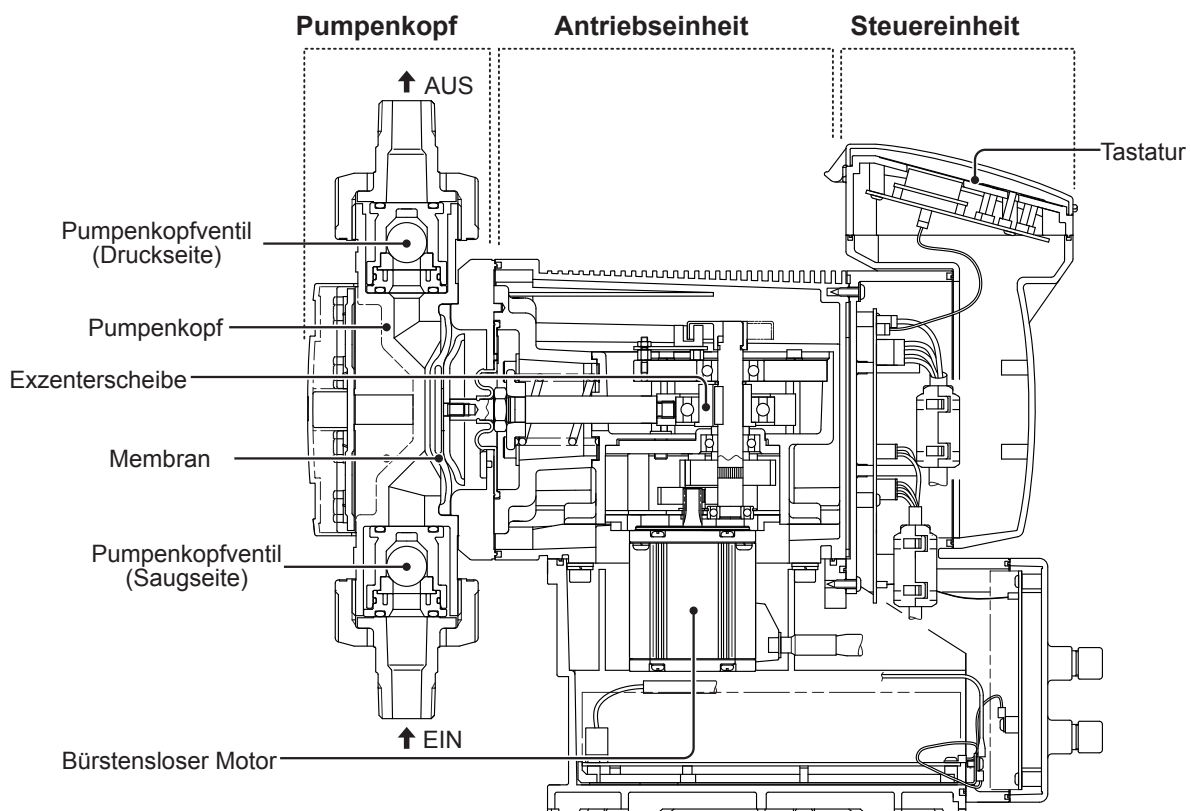 Pumpenkopf
Antriebseinheit
Steuereinheit
AUS
Tastatur
Pumpenkopfventil
(Druckseite)
Pumpenkopf
Exzenterscheibe
Membran
Pumpenkopfventil
(Saugseite)
EIN
Bürstensloser Motor